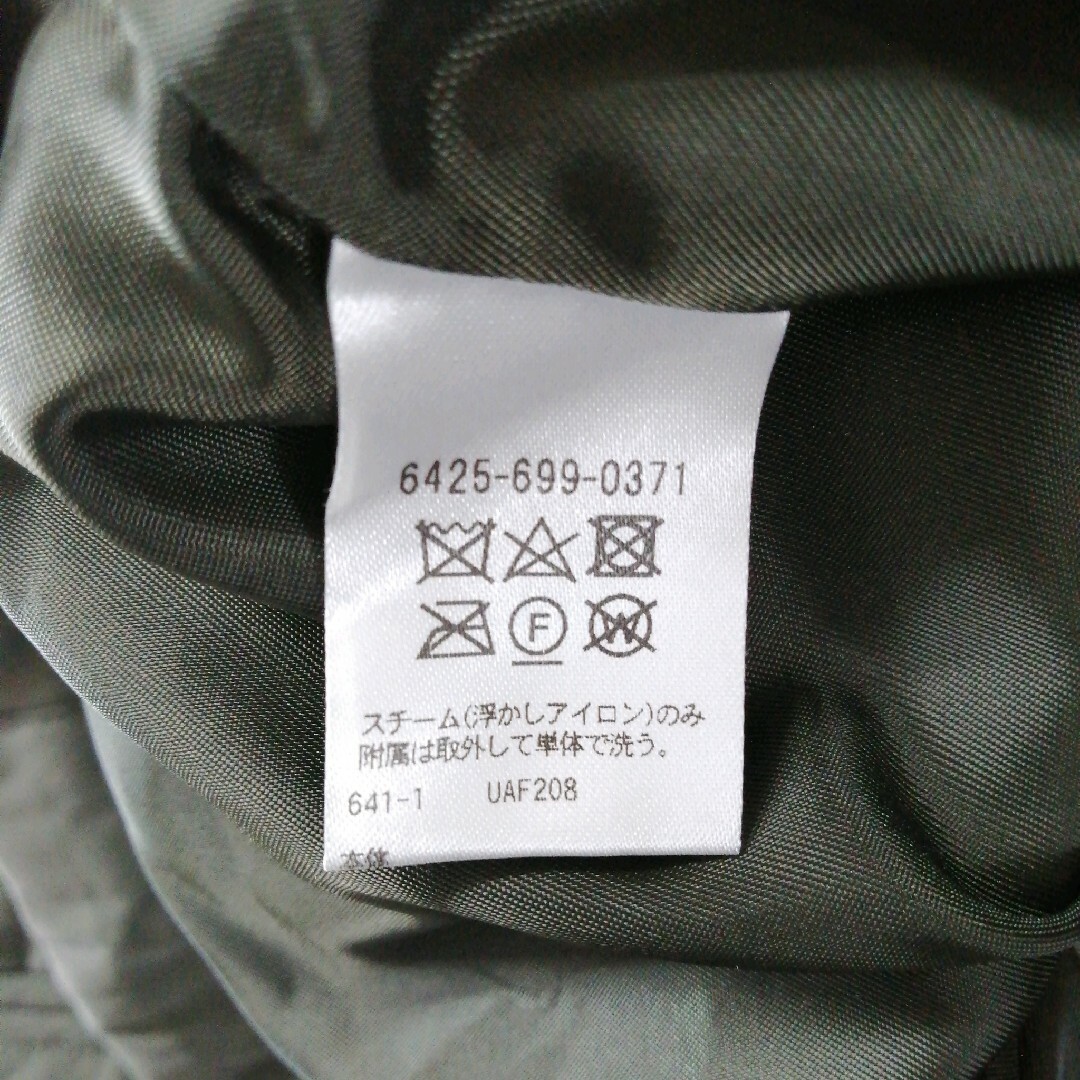 6425-699-0371
F
W
スチーム(浮かしアイロン)のみ
附属は取外して単体で洗う。
641-1 UAF208